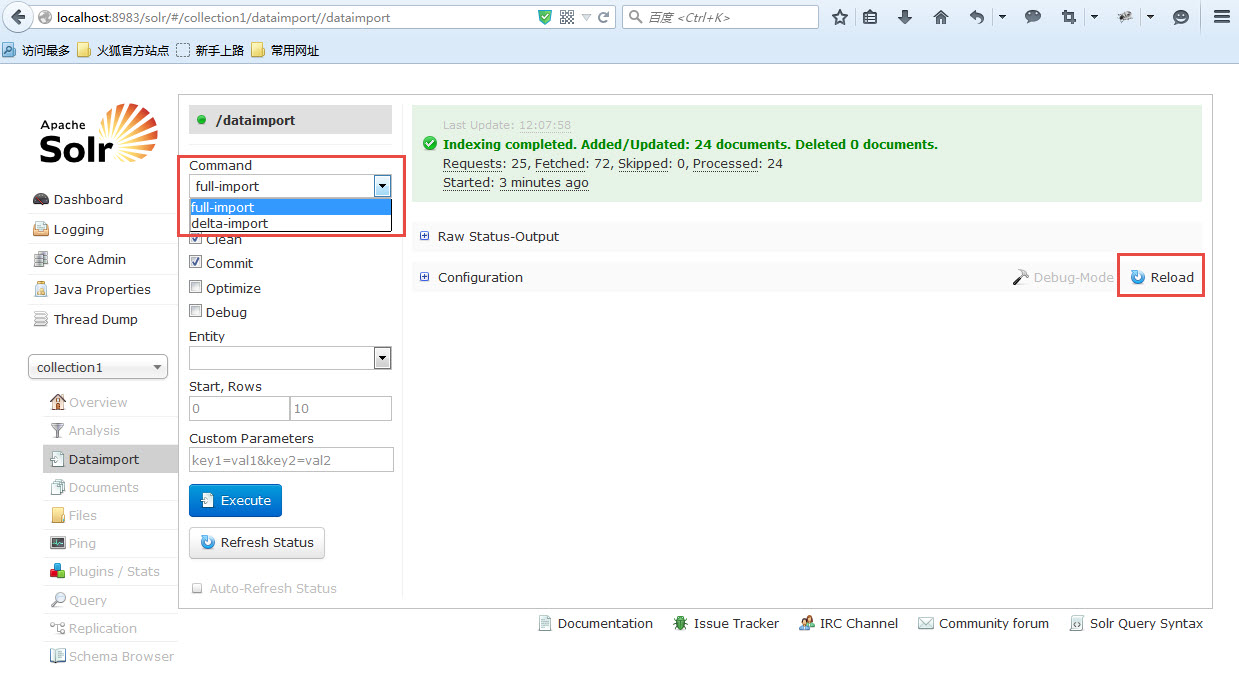 localhost:8983/solr/#/collection1/dataimport//dataimport
百度 <Ctrl+K>
访问最多 火狐官方站点 新手上路 常用网址
Apache
Solr
Dashboard
Logging
Core Admin
Java Properties
Thread Dump
collection1
Overview
Analysis
Dataimport
Documents
Files
Ping
Plugins / Stats
Query
Replication
Schema Browser
/dataimport
Command
full-import
full-import
delta-import
Clean
Commit
Optimize
Debug
Entity
Start, Rows
0 10
Custom Parameters
key1=val1&key2=val2
Execute
Refresh Status
Auto-Refresh Status
Last Update: 12:07:58
Indexing completed. Added/Updated: 24 documents. Deleted 0 documents.
Requests: 25, Fetched: 72, Skipped: 0, Processed: 24
Started: 3 minutes ago
Raw Status-Output
Configuration
Debug-Mode
Reload
Documentation Issue Tracker IRC Channel Community forum Solr Query Syntax